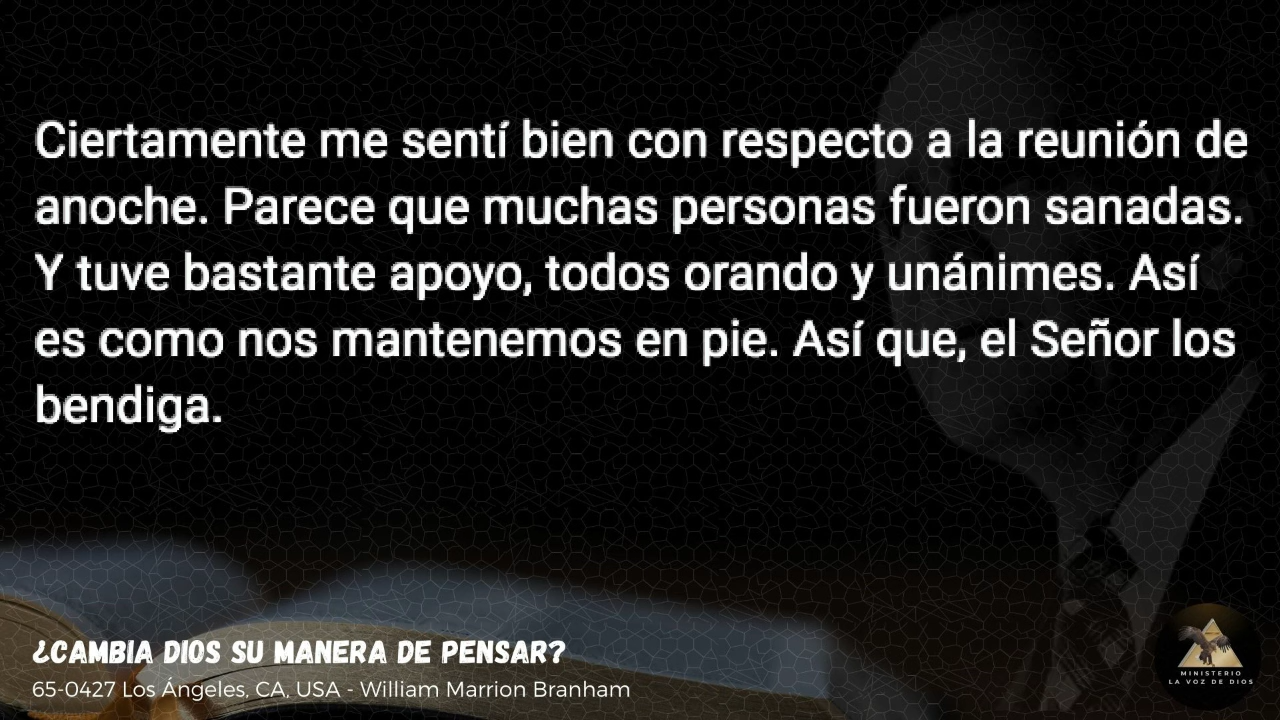 Ciertamente me sentí bien con respecto a la reunión de
anoche. Parece que muchas personas fueron sanadas.
Y tuve bastante apoyo, todos orando y unánimes. Así
es como nos mantenemos en pie. Así que, el Señor los
bendiga.
¿CAMBIA DIOS SU MANERA DE PENSAR?
65-0427 Los Ángeles, CA, USA - William Marrion Branham
MINISTERIO
LA VOZ DE DIOS